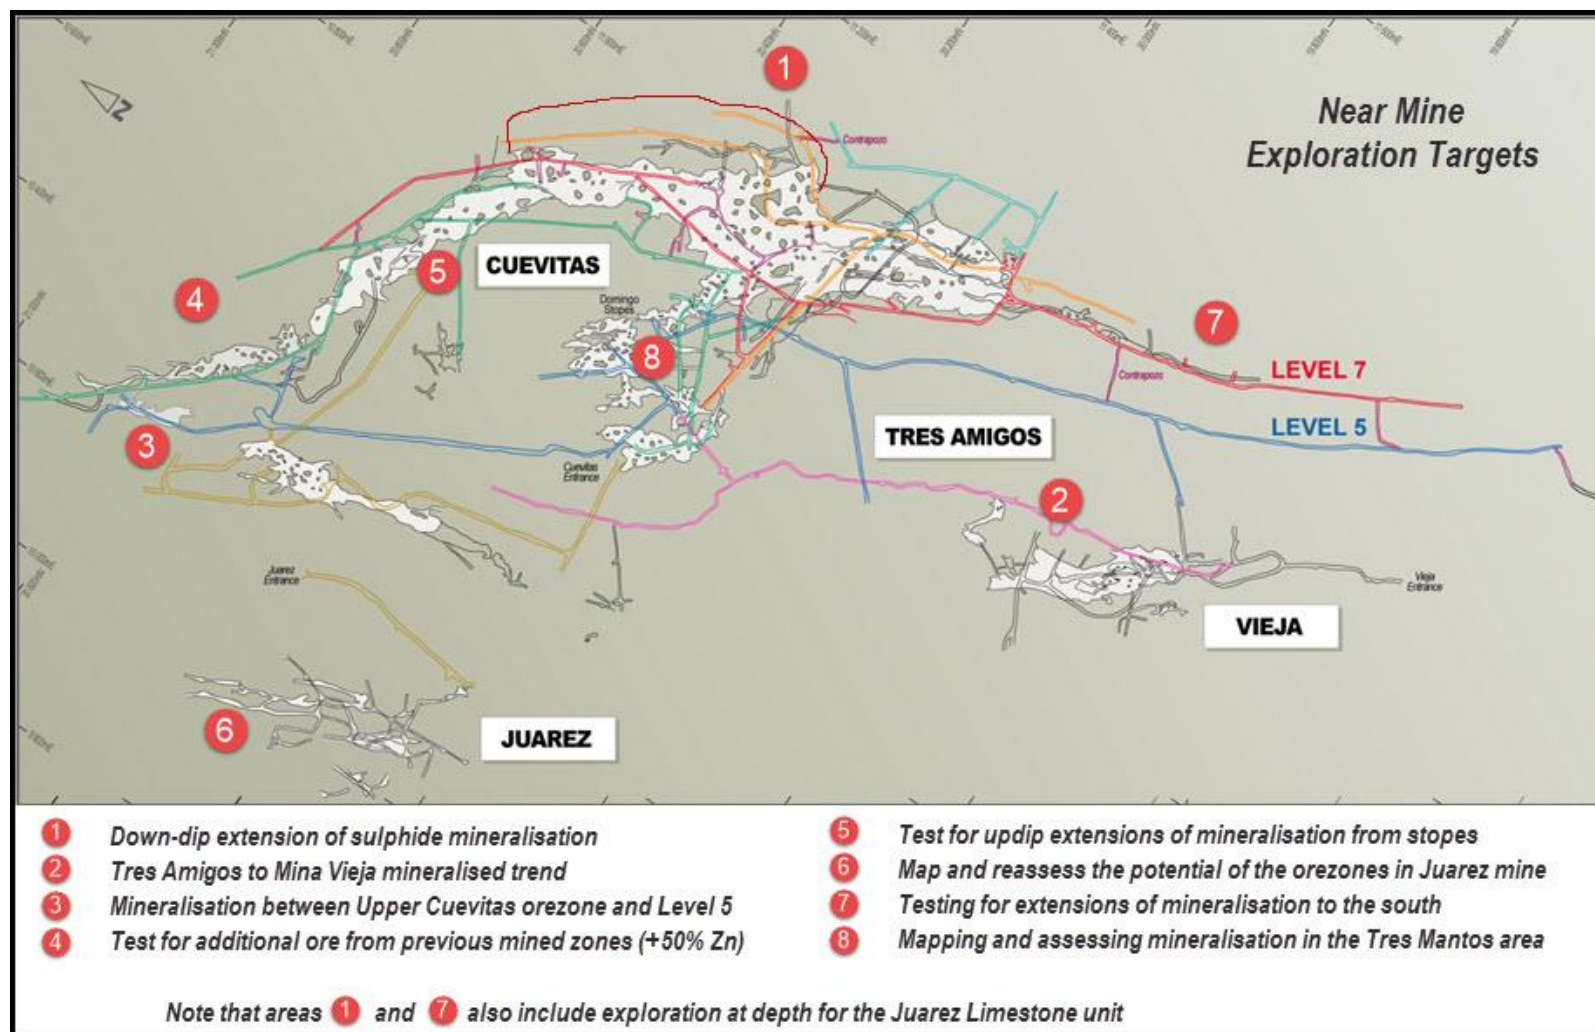 1
Near Mine
Exploration Targets
N
Contrapozo
CUEVITAS
5
4
Domingo
Stopes
7
8
LEVEL 7
Contrapozo
LEVEL 5
TRES AMIGOS
3
Cuevitas
Entrance
2
Juarez
Entrance
Vieja
Entrance
VIEJA
6
JUAREZ
1 Down-dip extension of sulphide mineralisation
2 Tres Amigos to Mina Vieja mineralised trend
3 Mineralisation between Upper Cuevitas orezone and Level 5
4 Test for additional ore from previous mined zones (+50% Zn)
5 Test for updip extensions of mineralisation from stopes
6 Map and reassess the potential of the orezones in Juarez mine
7 Testing for extensions of mineralisation to the south
8 Mapping and assessing mineralisation in the Tres Mantos area
Note that areas 1 and 7 also include exploration at depth for the Juarez Limestone unit